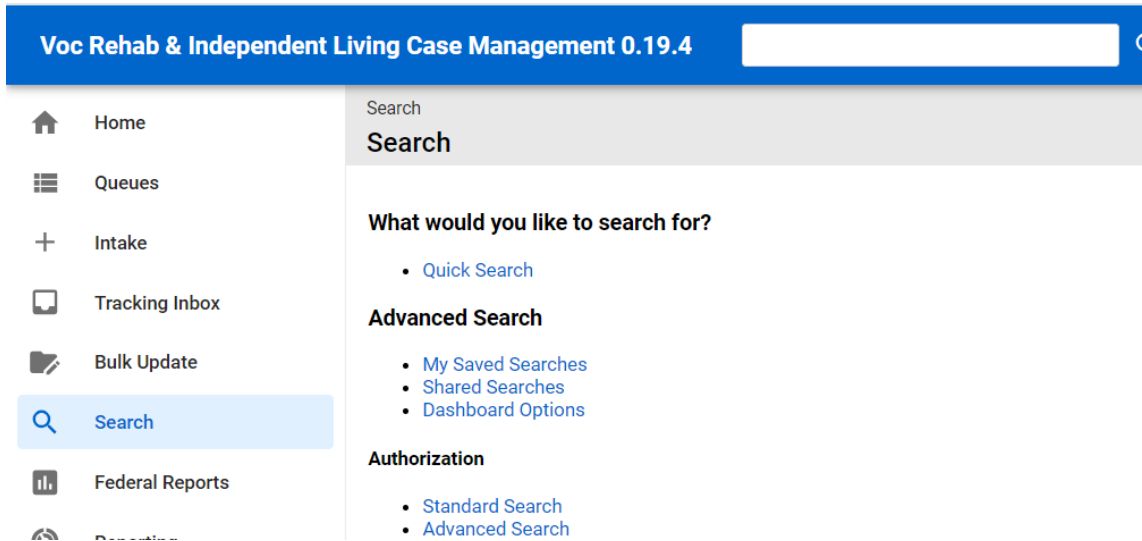 Voc Rehab & Independent Living Case Management 0.19.4
Home
Queues
Intake
Tracking Inbox
Bulk Update
Search
Federal Reports
Reporting
Search
Search
What would you like to search for?
Quick Search
Advanced Search
My Saved Searches
Shared Searches
Dashboard Options
Authorization
Standard Search
Advanced Search